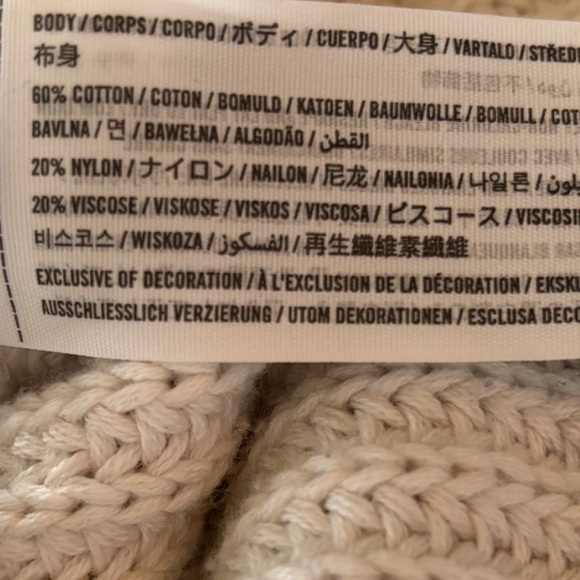 BODY / CORPS / CORPO / ボディ / CUERPO / 大身 / VARTALO / STŘEDN
布身
60% COTTON / COTON / BOMULD / KATOEN / BAUMWOLLE / BOMULL / COT
BAVLNA / 면 / BAWEŁNA / ALGODÃO / القطن
20% NYLON / ナイロン / NAILON / 尼龙 / NAILONIA / 나일론 /
20% VISCOSE / VISKOSE / VISKOS / VISCOSA / ビスコース / VISCOSI
비스코스 / WISKOZA / الفسكوز / 再生纖維素纖維
EXCLUSIVE OF DECORATION / À L'EXCLUSION DE LA DÉCORATION / EKSKL
AUSSCHLIESSLICH VERZIERUNG / UTOM DEKORATIONEN / ESCLUSA DECO